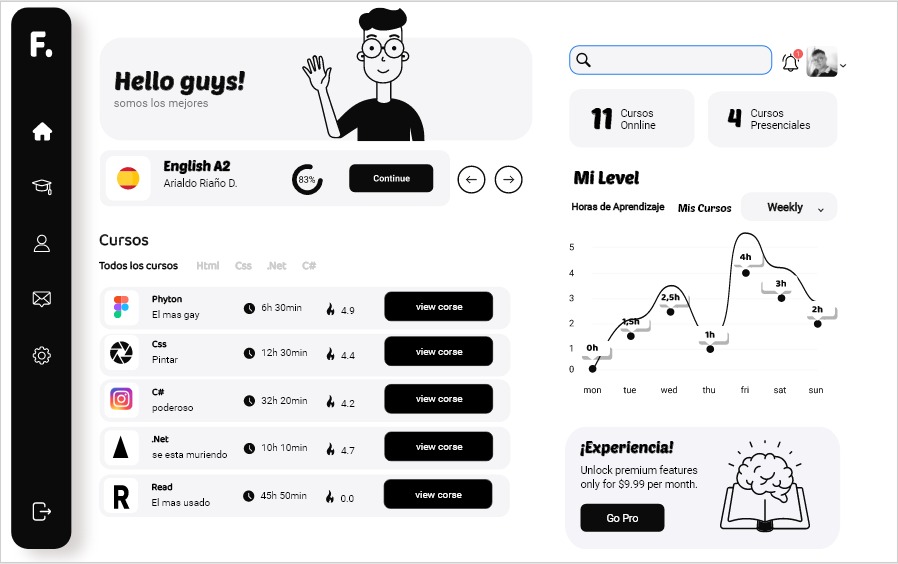 F.
Hello guys!
somos los mejores
1
11 Cursos Onnline
4 Cursos Presenciales
English A2
Arialdo Riaño D.
83%
Continue
Mi Level
Horas de Aprendizaje Mis Cursos Weekly
Cursos
Todos los cursos Html Css .Net C#
Phyton
El mas gay
6h 30min 4.9 view corse
Css
Pintar
12h 30min 4.4 view corse
C#
poderoso
32h 20min 4.2 view corse
.Net
se esta muriendo
10h 10min 4.7 view corse
R
Read
El mas usado
45h 50min 0.0 view corse
5
4
3
2
1
0
0h
1,5h
2,5h
1h
4h
3h
2h
mon tue wed thu fri sat sun
¡Experiencia!
Unlock premium features
only for $9.99 per month.
Go Pro